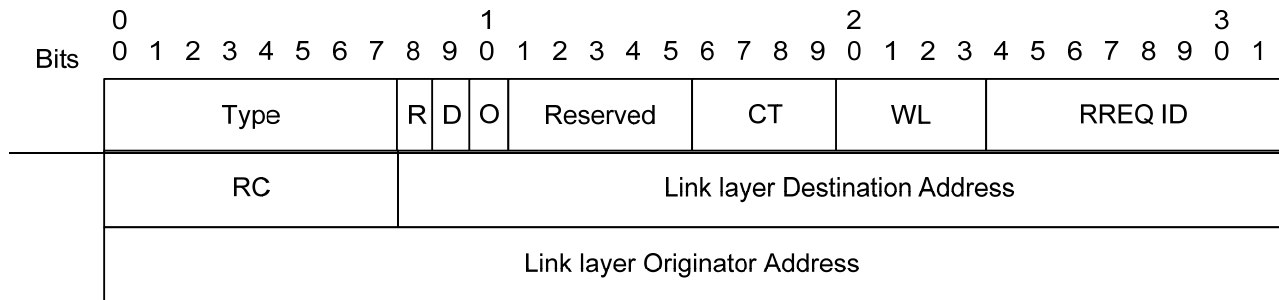 0 1 2 3
Bits 0 1 2 3 4 5 6 7 8 9 0 1 2 3 4 5 6 7 8 9 0 1 2 3 4 5 6 7 8 9 0 1
Type R D O Reserved CT WL RREQ ID
RC Link layer Destination Address
Link layer Originator Address